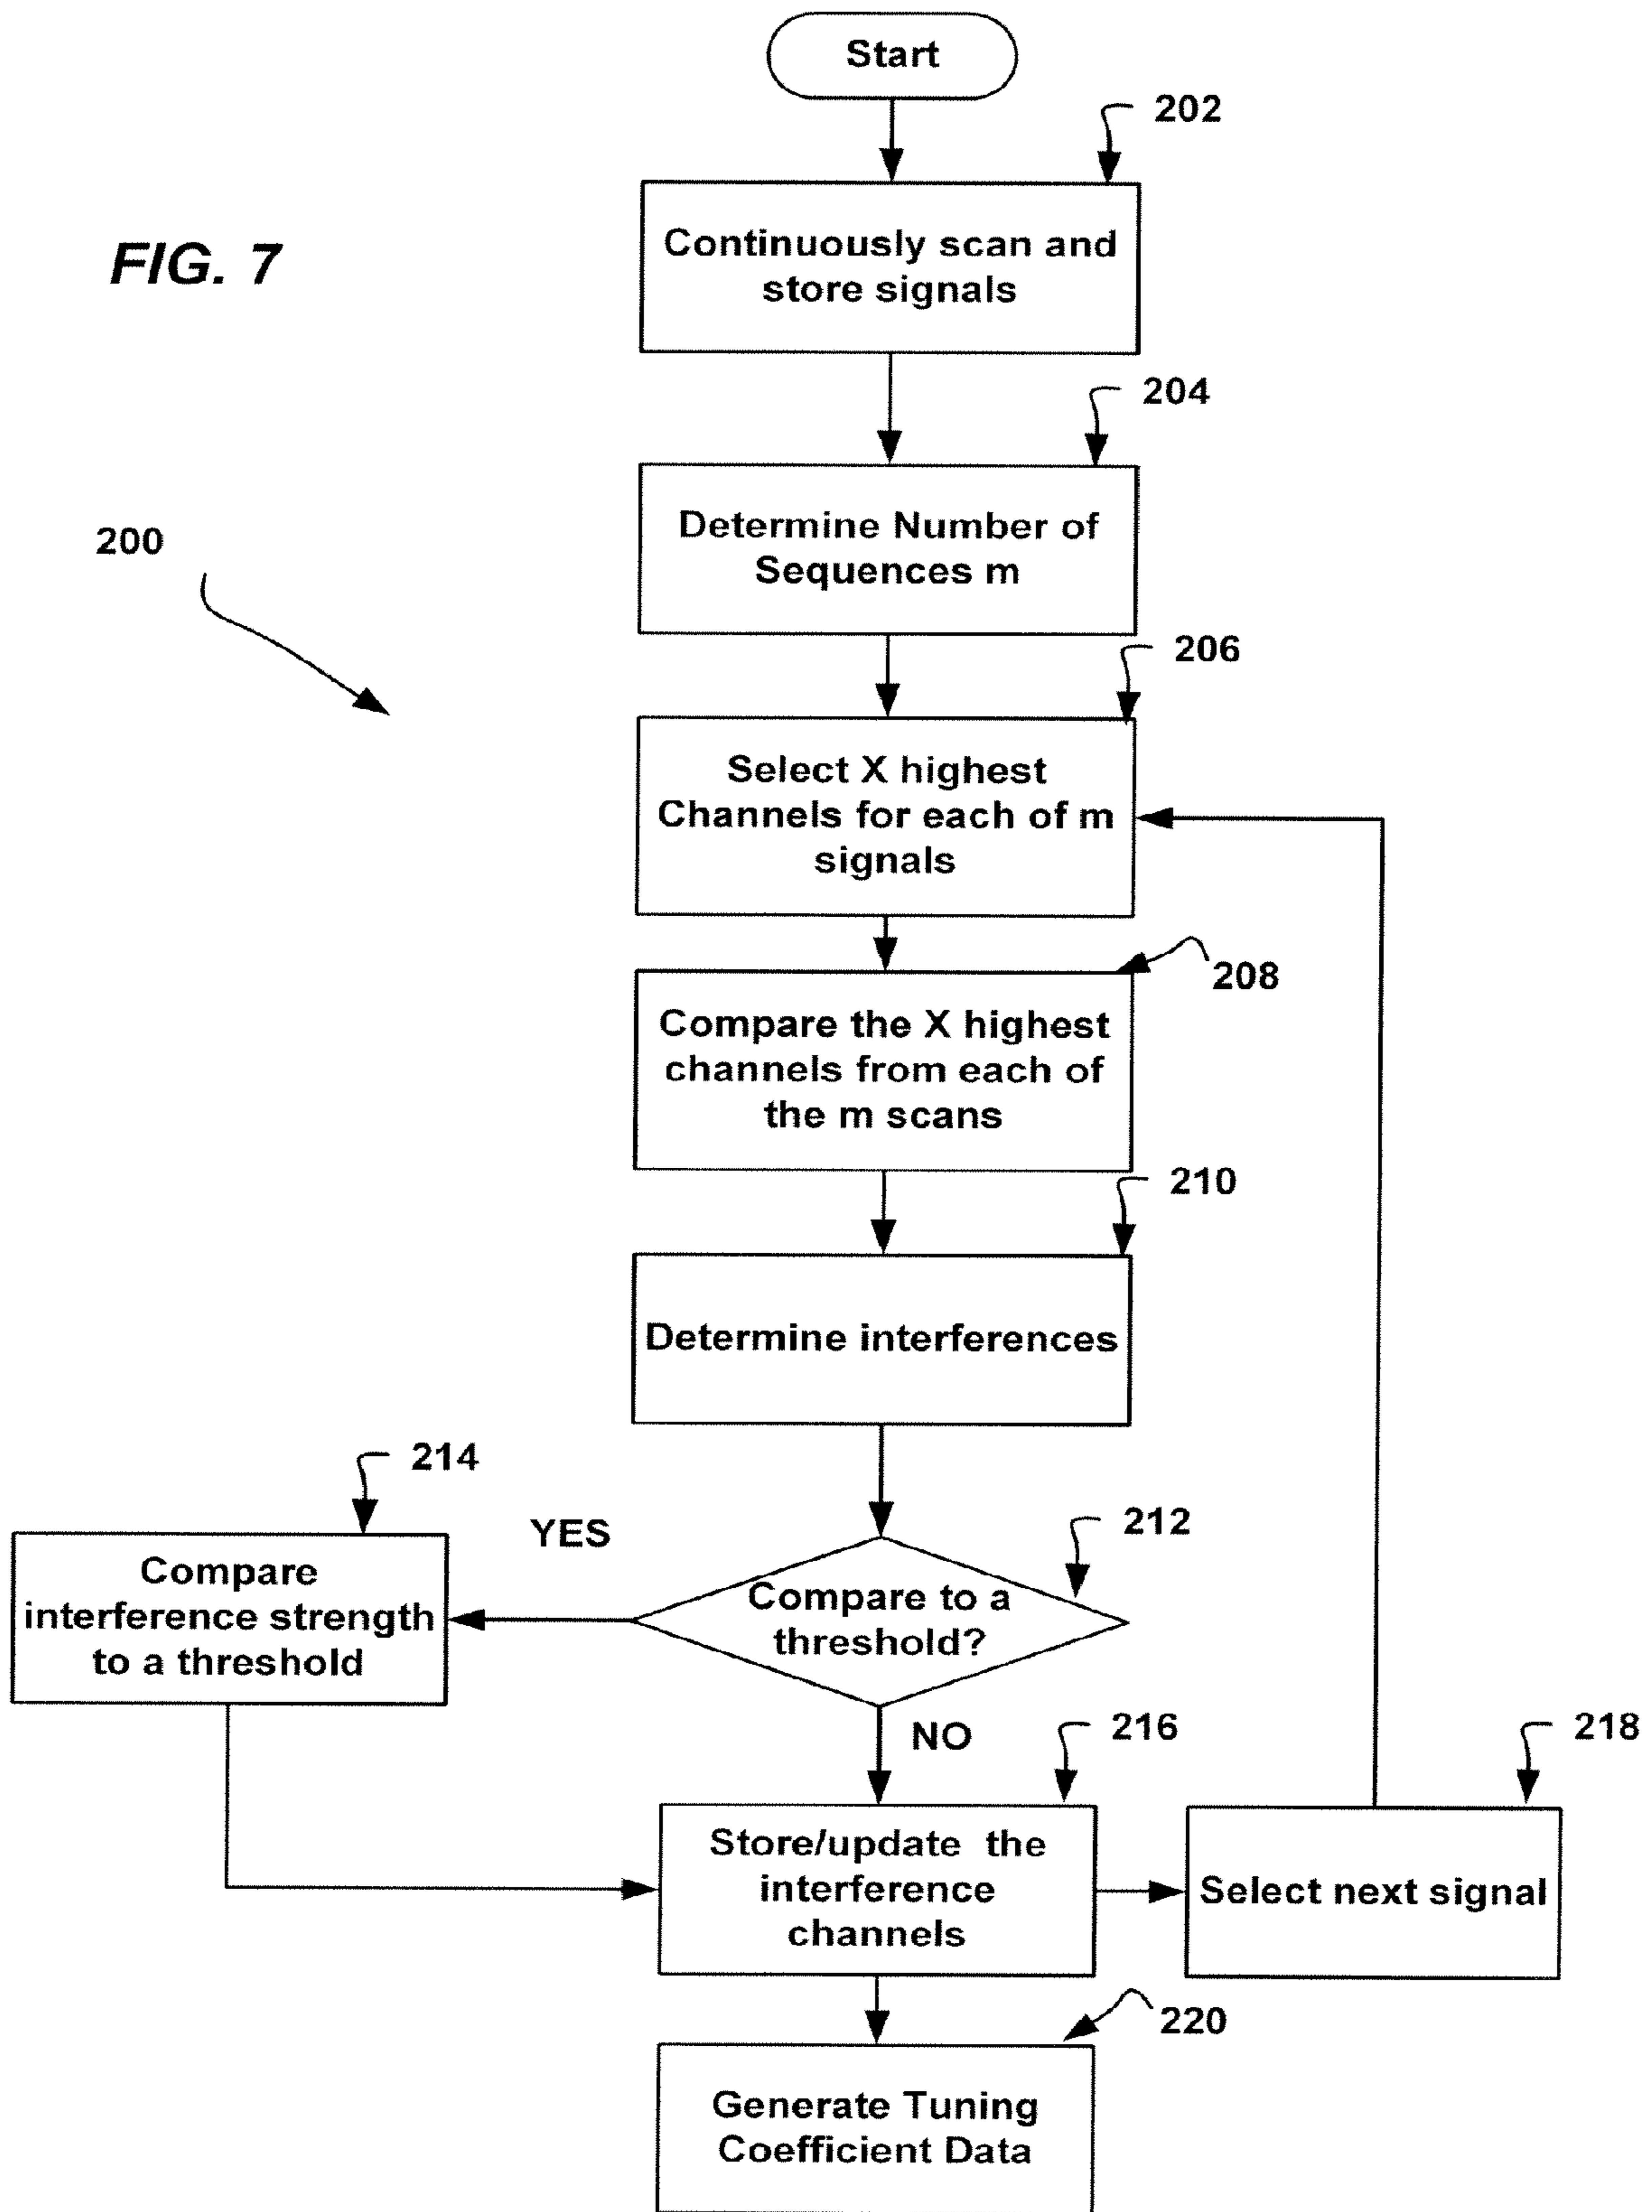 Start
202
Continuously scan and
store signals
FIG. 7
204
Determine Number of
Sequences m
200
206
Select X highest
Channels for each of m
signals
208
Compare the X highest
channels from each of
the m scans
210
Determine interferences
214
YES
212
Compare
interference strength
to a threshold
Compare to a
threshold?
NO
216
218
Store/update the
interference
channels
Select next signal
220
Generate Tuning
Coefficient Data